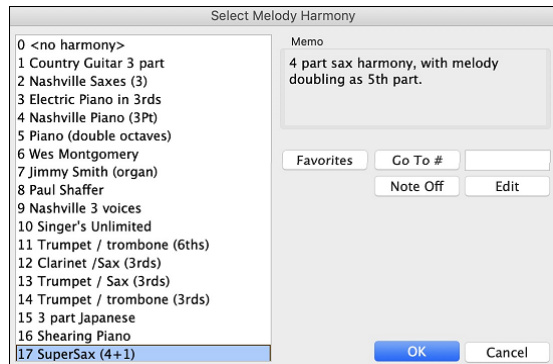 Select Melody Harmony
0 <no harmony>
1 Country Guitar 3 part
2 Nashville Saxes (3)
3 Electric Piano in 3rds
4 Nashville Piano (3Pt)
5 Piano (double octaves)
6 Wes Montgomery
7 Jimmy Smith (organ)
8 Paul Shaffer
9 Nashville 3 voices
10 Singer's Unlimited
11 Trumpet / trombone (6ths)
12 Clarinet /Sax (3rds)
13 Trumpet / Sax (3rds)
14 Trumpet / trombone (3rds)
15 3 part Japanese
16 Shearing Piano
17 SuperSax (4+1)
Memo
4 part sax harmony, with melody
doubling as 5th part.
Favorites Go To #
Note Off Edit
OK Cancel